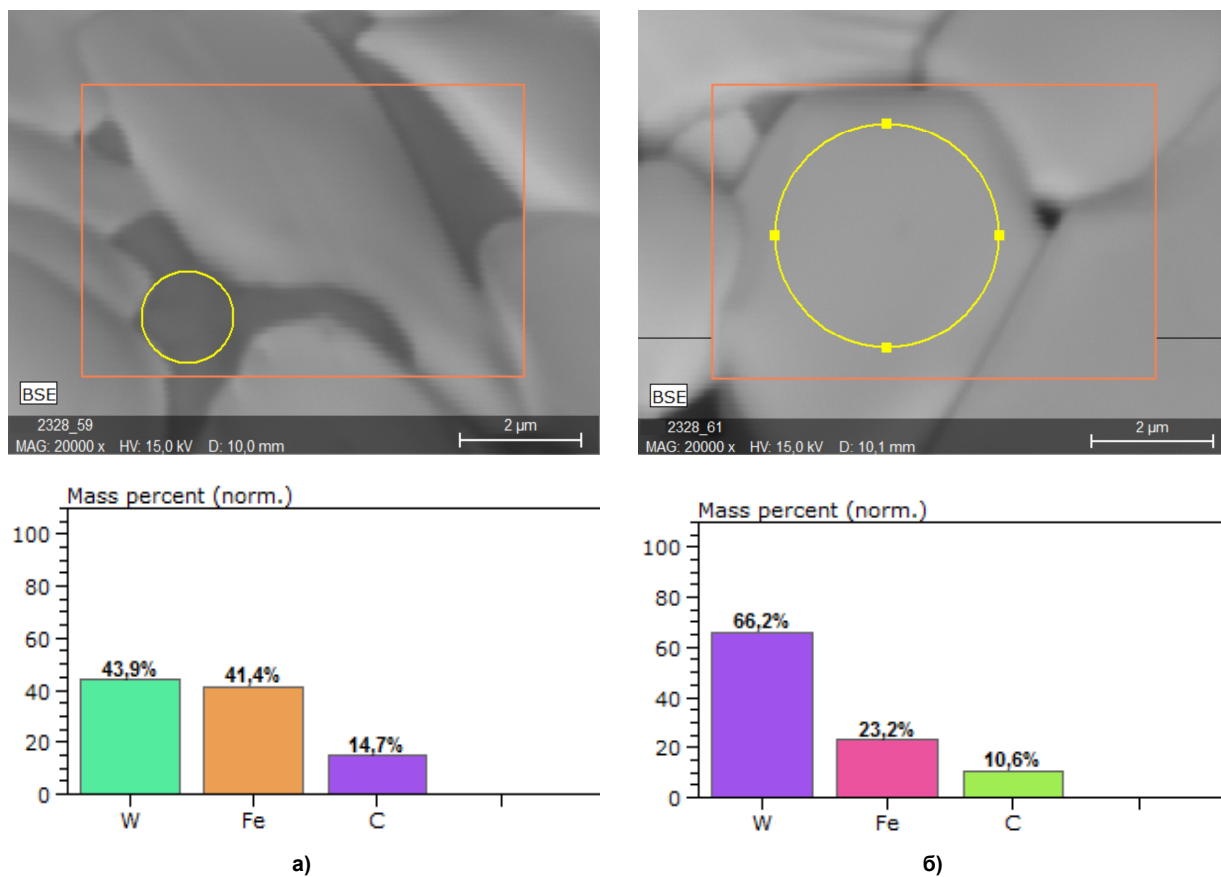 BSE
2328_59
2 µm
MAG: 20000 x HV: 15,0 kV D: 10,0 mm
BSE
2328_61
2 µm
MAG: 20000 x HV: 15,0 kV D: 10,1 mm
Mass percent (norm.)
100
80
60
40
20
0
43,9%
41,4%
14,7%
W Fe C
а)
Mass percent (norm.)
100
80
60
40
20
0
66,2%
23,2%
10,6%
W Fe C
б)